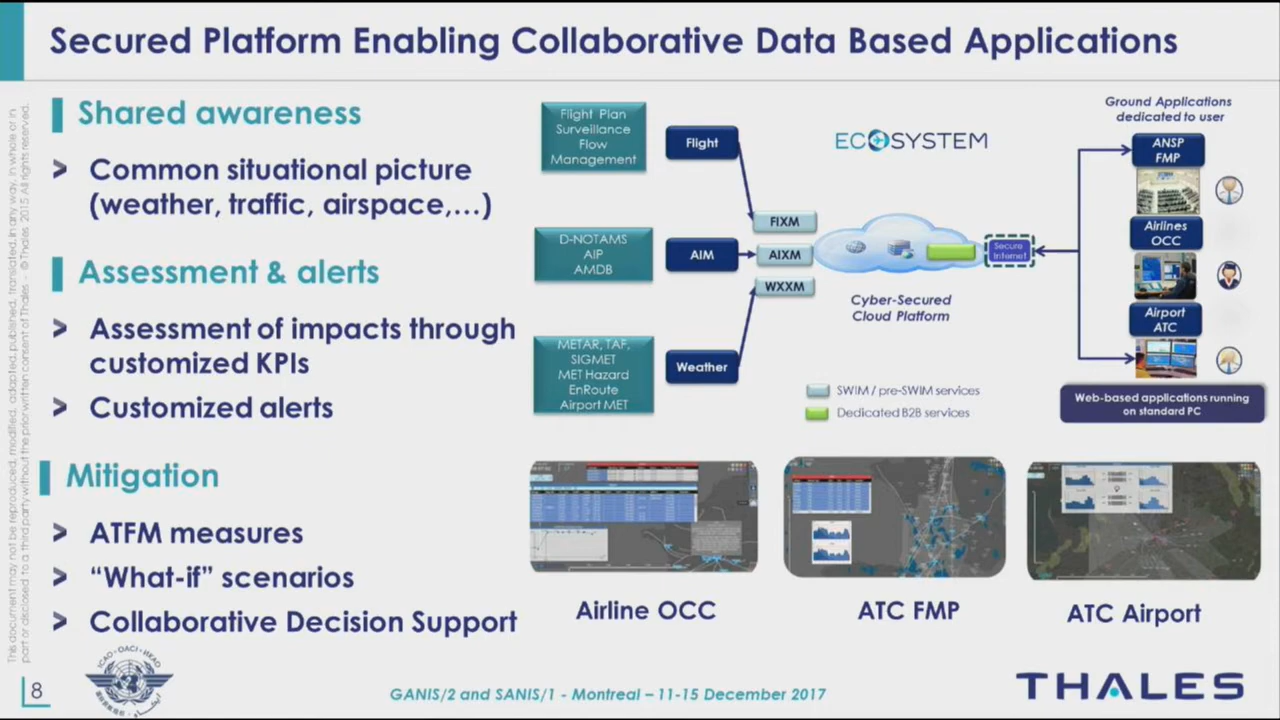 Secured Platform Enabling Collaborative Data Based Applications
Shared awareness
> Common situational picture
(weather, traffic, airspace,...)
Assessment & alerts
> Assessment of impacts through
customized KPIs
> Customized alerts
Mitigation
> ATFM measures
> “What-if” scenarios
> Collaborative Decision Support
Flight Plan
Surveillance
Flow
Management
Flight
D-NOTAMS
AIP
AMDB
AIM
METAR, TAF,
SIGMET
MET Hazard
EnRoute
Airport MET
Weather
FIXM
AIXM
WXXM
ECOSYSTEM
Secure
Internet
Cyber-Secured
Cloud Platform
SWIM / pre-SWIM services
Dedicated B2B services
Ground Applications
dedicated to user
ANSP
FMP
Airlines
OCC
Airport
ATC
Web-based applications running
on standard PC
Airline OCC
ATC FMP
ATC Airport
This document may not be reproduced, modified, adapted, published, translated, in any way, in whole or in
part or disclosed to a third party without the prior written consent of Thales - © Thales 2015 All rights reserved.
8
ICAO · OACI · ИКАО
GANIS/2 and SANIS/1 - Montreal – 11-15 December 2017
THALES